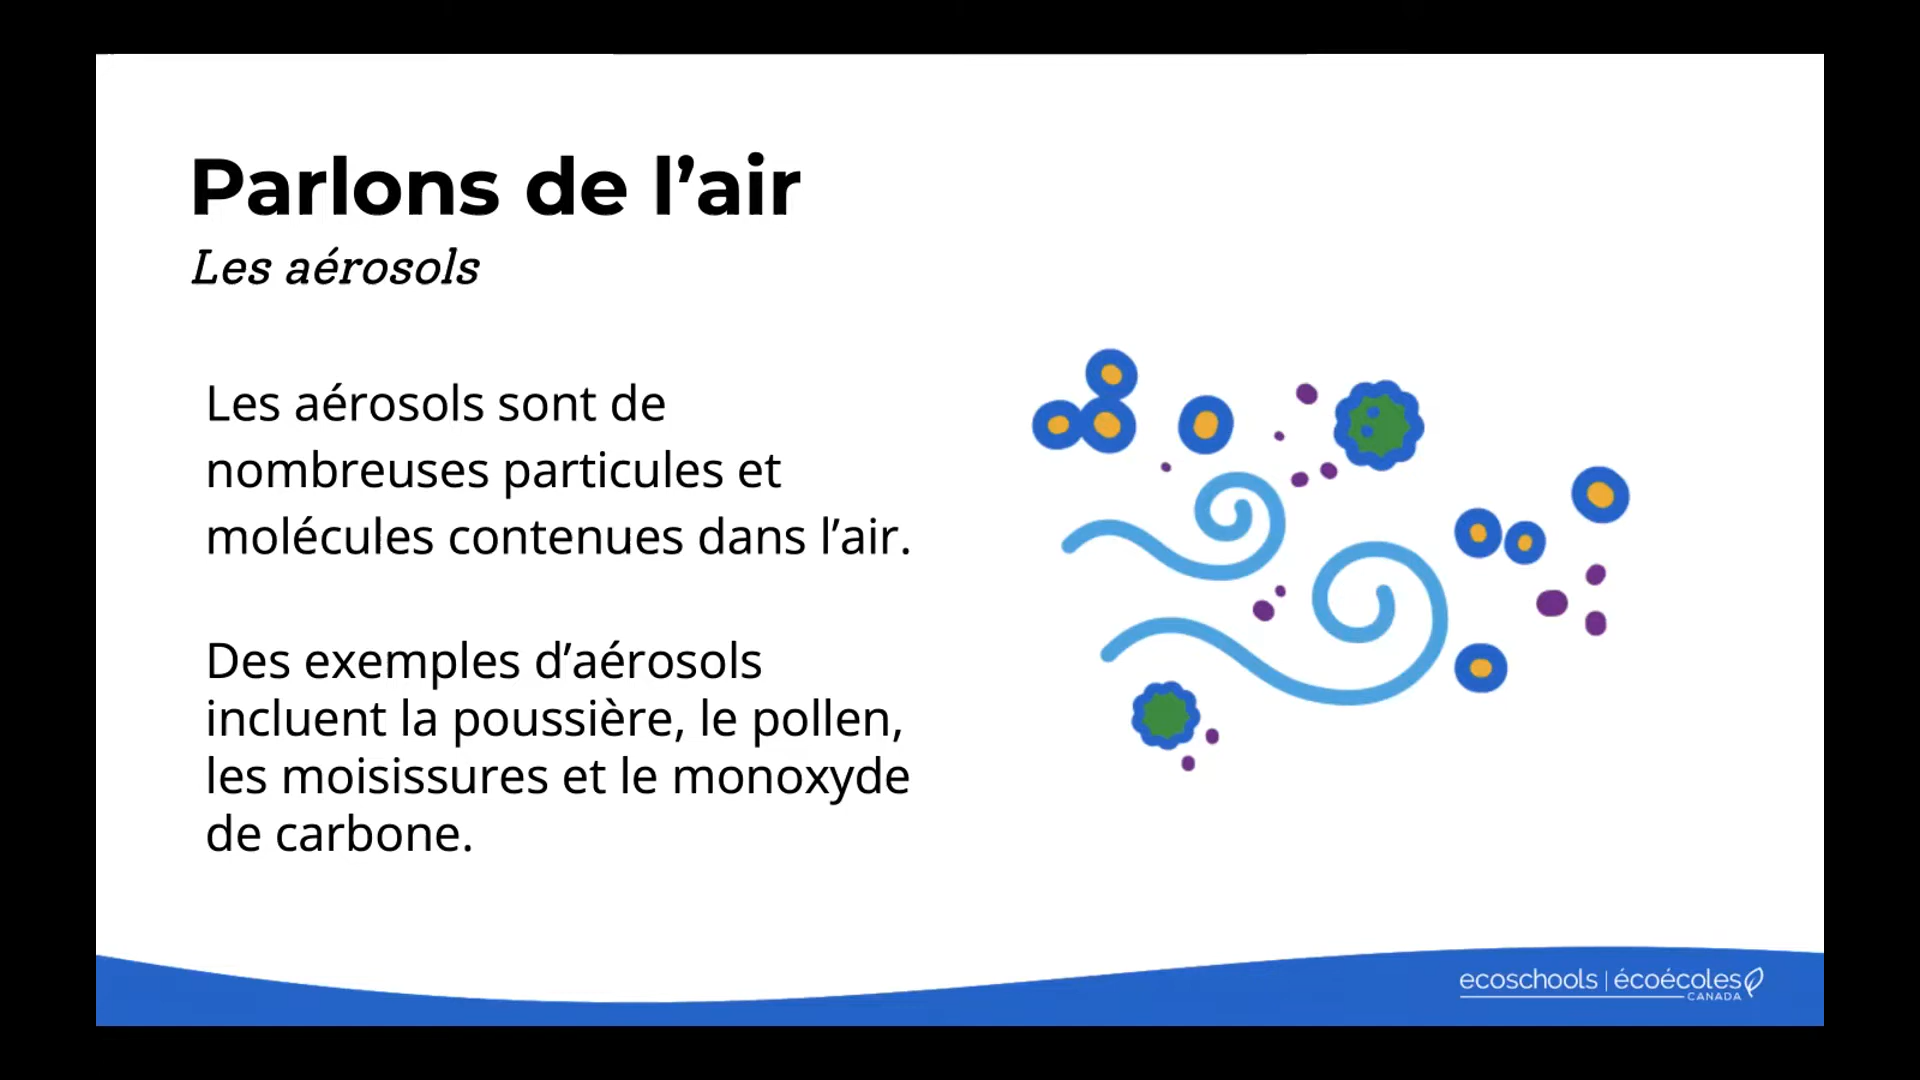 Parlons de l’air
Les aérosols
Les aérosols sont de
nombreuses particules et
molécules contenues dans l’air.
Des exemples d’aérosols
incluent la poussière, le pollen,
les moisissures et le monoxyde
de carbone.
ecoschools | écoécoles
CANADA